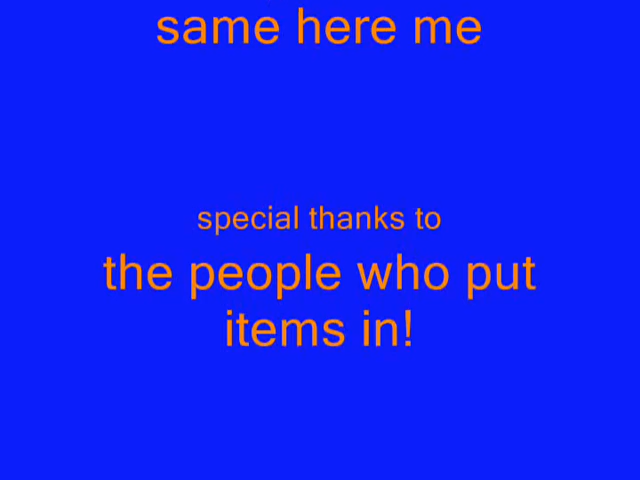 same here me
special thanks to
the people who put
items in!